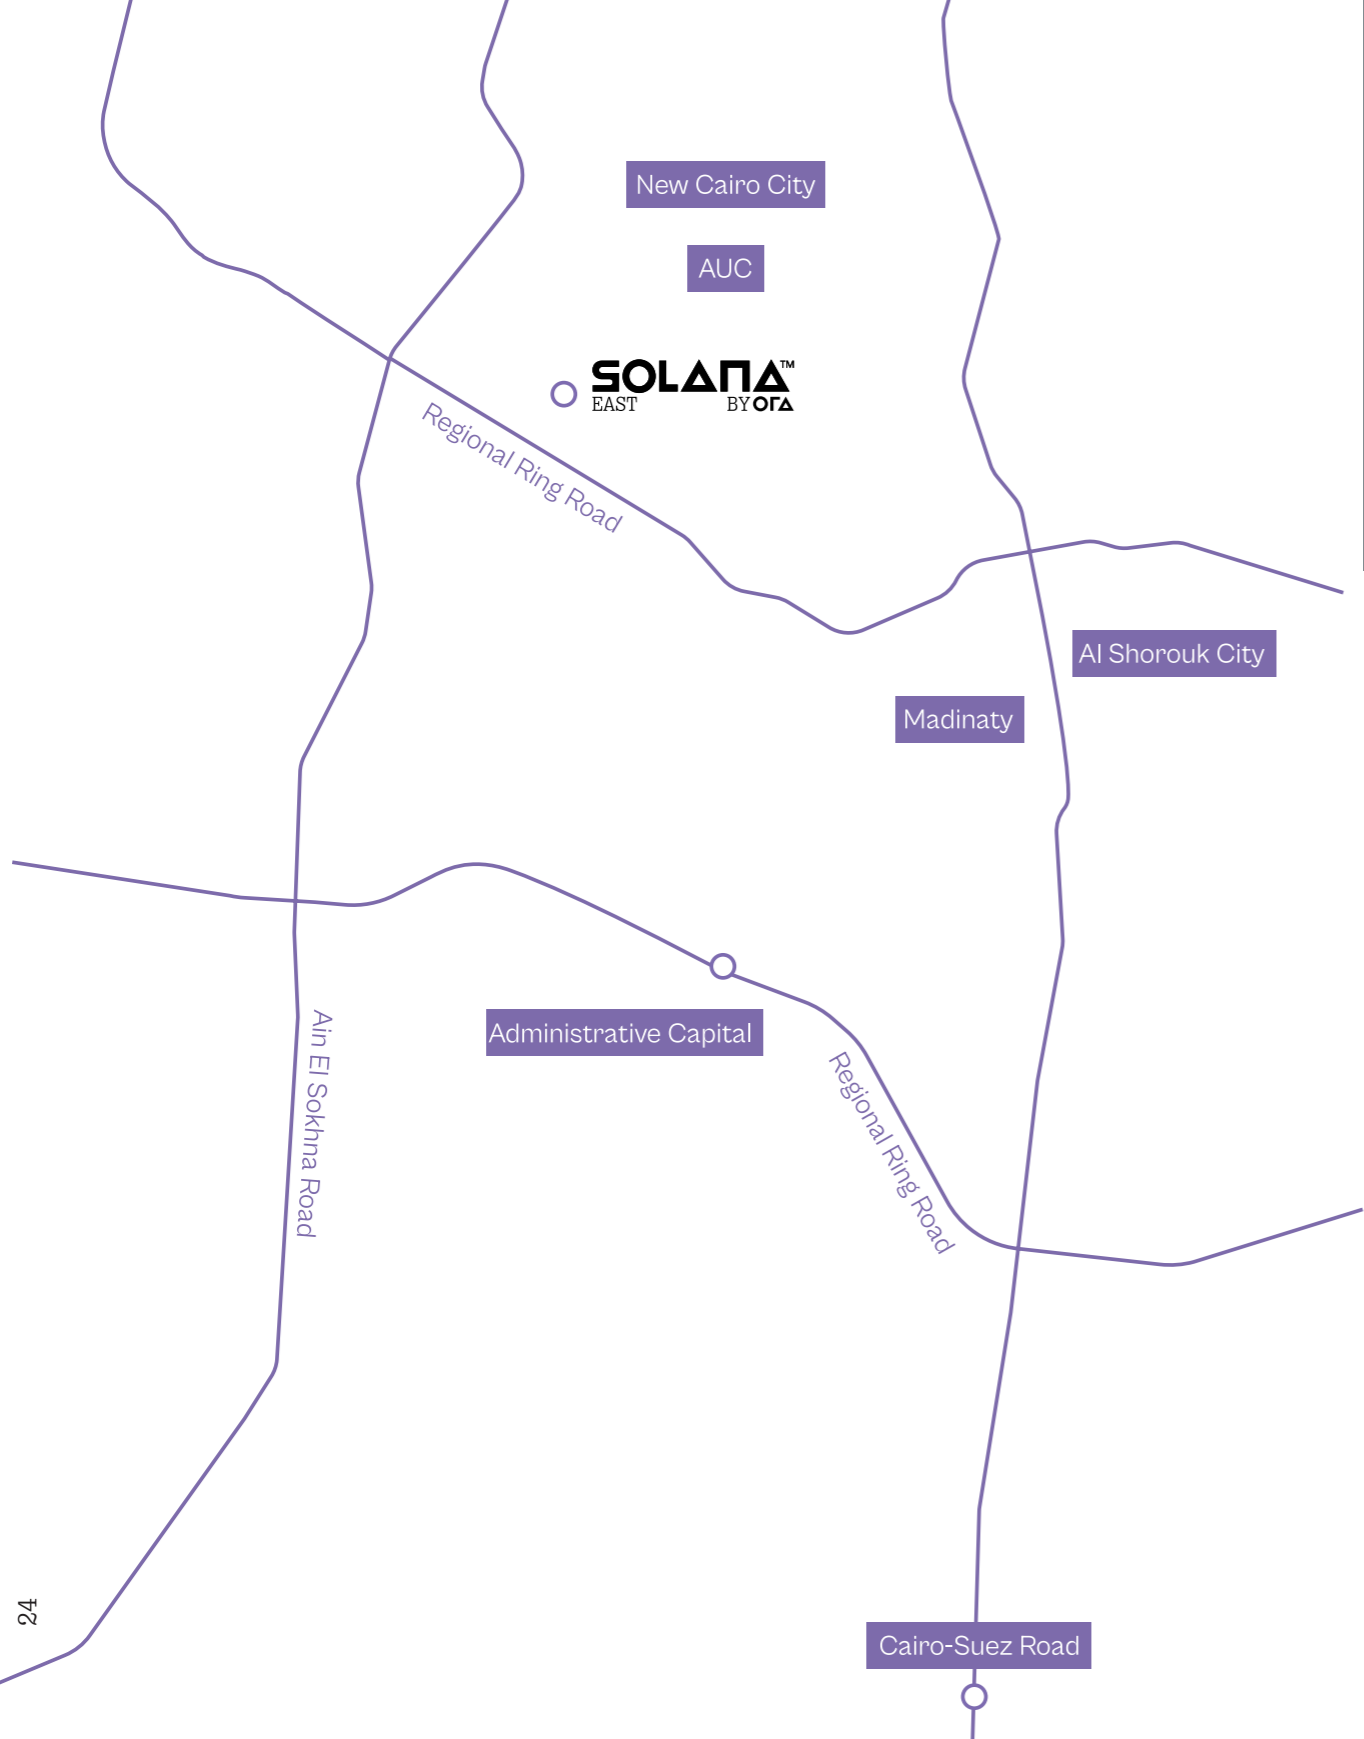 New Cairo City
AUC
SOLANA™
EAST BY ORA
Regional Ring Road
Al Shorouk City
Madinaty
Administrative Capital
Ain El Sokhna Road
Regional Ring Road
24
Cairo-Suez Road